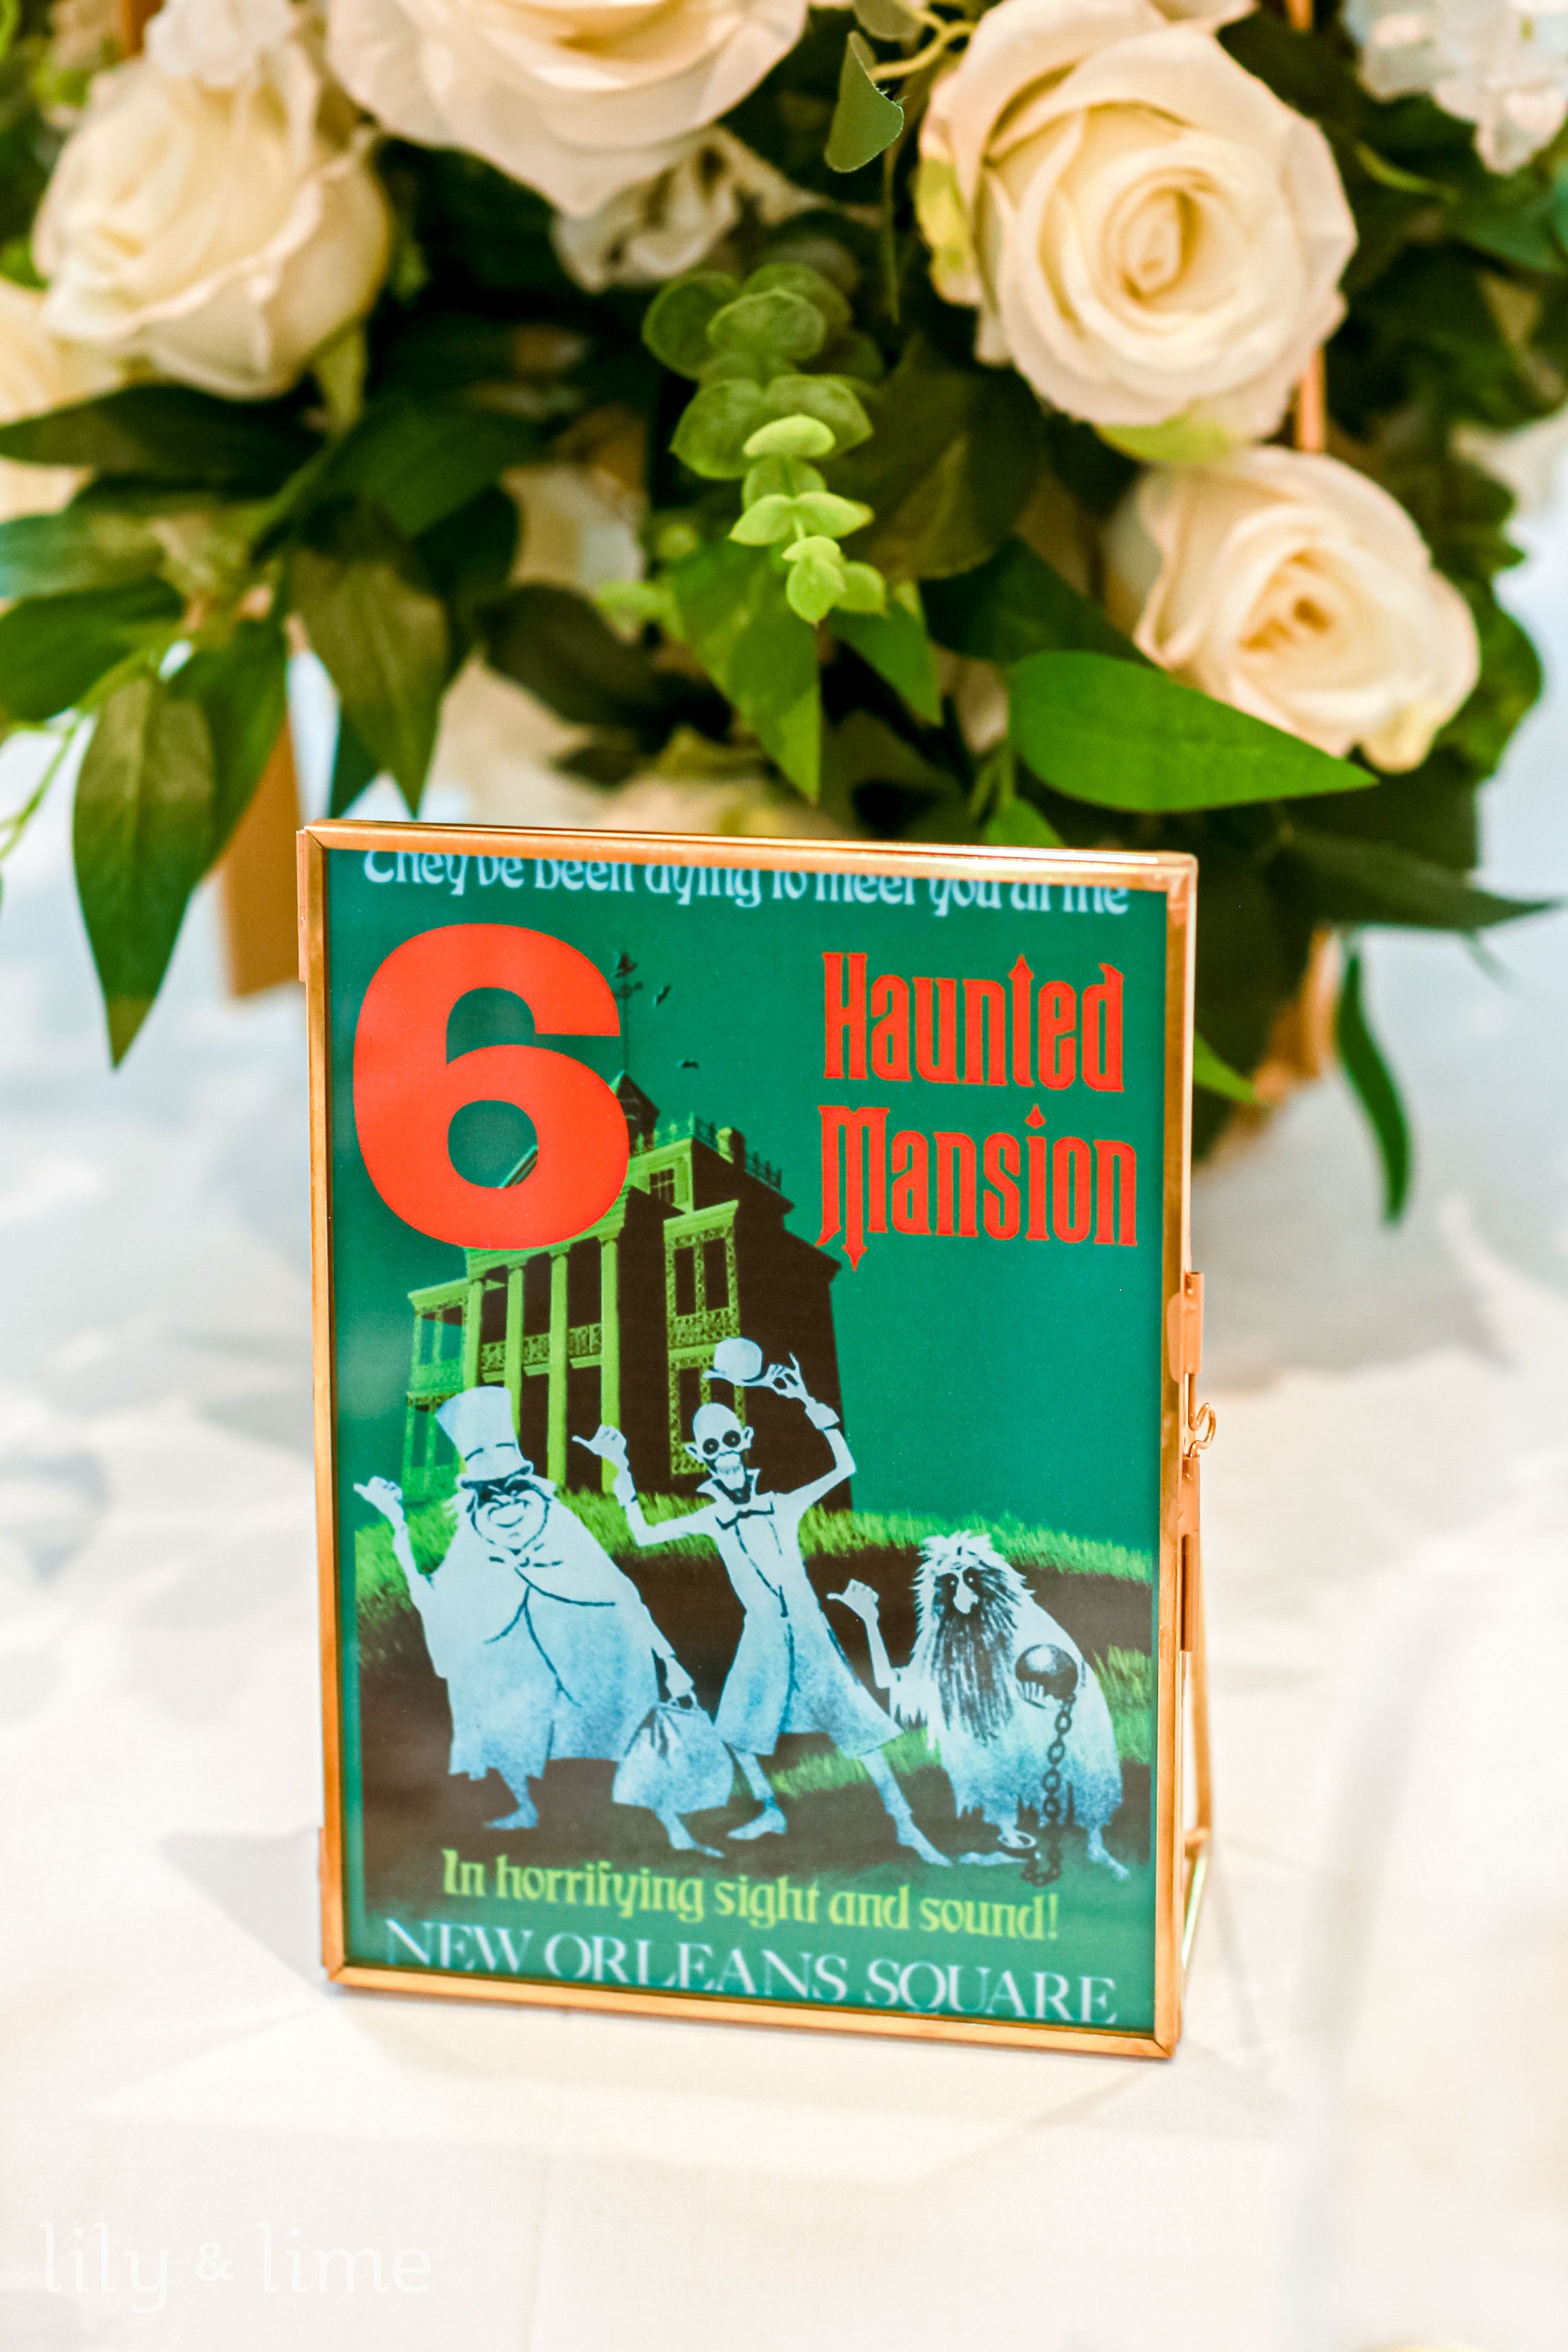 They've been dying to meet you at the
6
Haunted
Mansion
In horrifying sight and sound!
NEW ORLEANS SQUARE
lily & lime